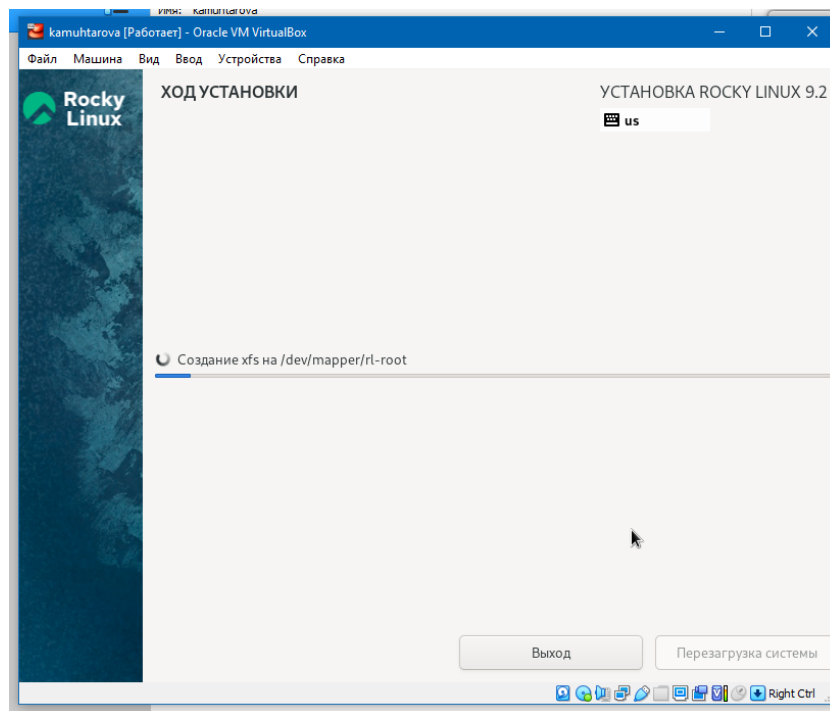 Имя: kamuhtarova
kamuhtarova [Работает] - Oracle VM VirtualBox
Файл Машина Вид Ввод Устройства Справка
Rocky Linux
ХОД УСТАНОВКИ
УСТАНОВКА ROCKY LINUX 9.2
us
Создание xfs на /dev/mapper/rl-root
Выход
Перезагрузка системы
Right Ctrl